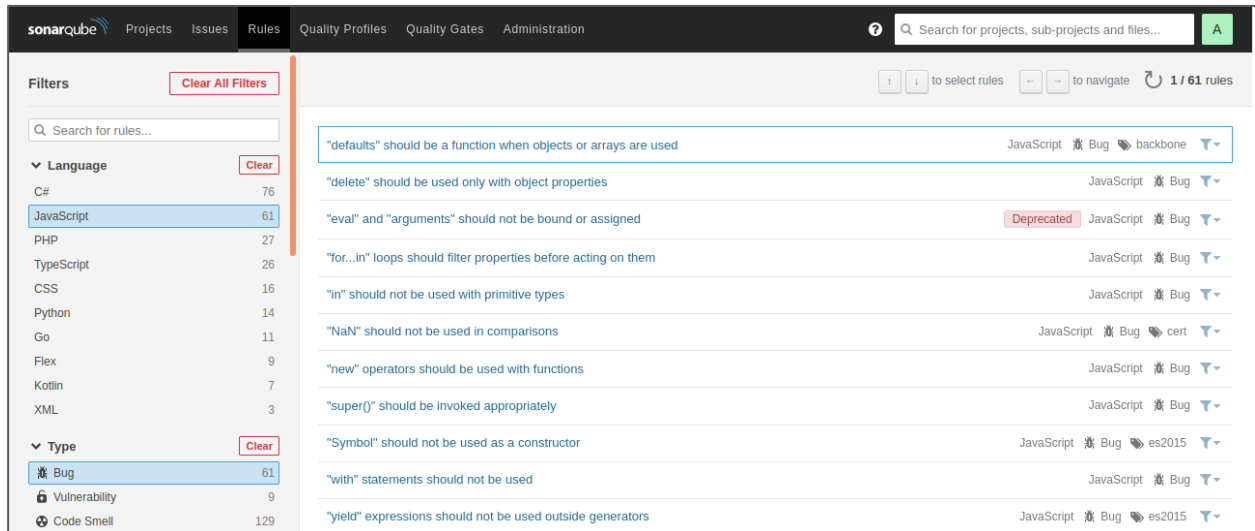 sonarqube Projects Issues Rules Quality Profiles Quality Gates Administration ? Search for projects, sub-projects and files... A
Filters Clear All Filters
↑ ↓ to select rules ← → to navigate 1 / 61 rules
Search for rules...
Language Clear
C# 76
JavaScript 61
PHP 27
TypeScript 26
CSS 16
Python 14
Go 11
Flex 9
Kotlin 7
XML 3
Type Clear
Bug 61
Vulnerability 9
Code Smell 129
"defaults" should be a function when objects or arrays are used JavaScript Bug backbone
"delete" should be used only with object properties JavaScript Bug
"eval" and "arguments" should not be bound or assigned Deprecated JavaScript Bug
"for...in" loops should filter properties before acting on them JavaScript Bug
"in" should not be used with primitive types JavaScript Bug
"NaN" should not be used in comparisons JavaScript Bug cert
"new" operators should be used with functions JavaScript Bug
"super()" should be invoked appropriately JavaScript Bug
"Symbol" should not be used as a constructor JavaScript Bug es2015
"with" statements should not be used JavaScript Bug
"yield" expressions should not be used outside generators JavaScript Bug es2015